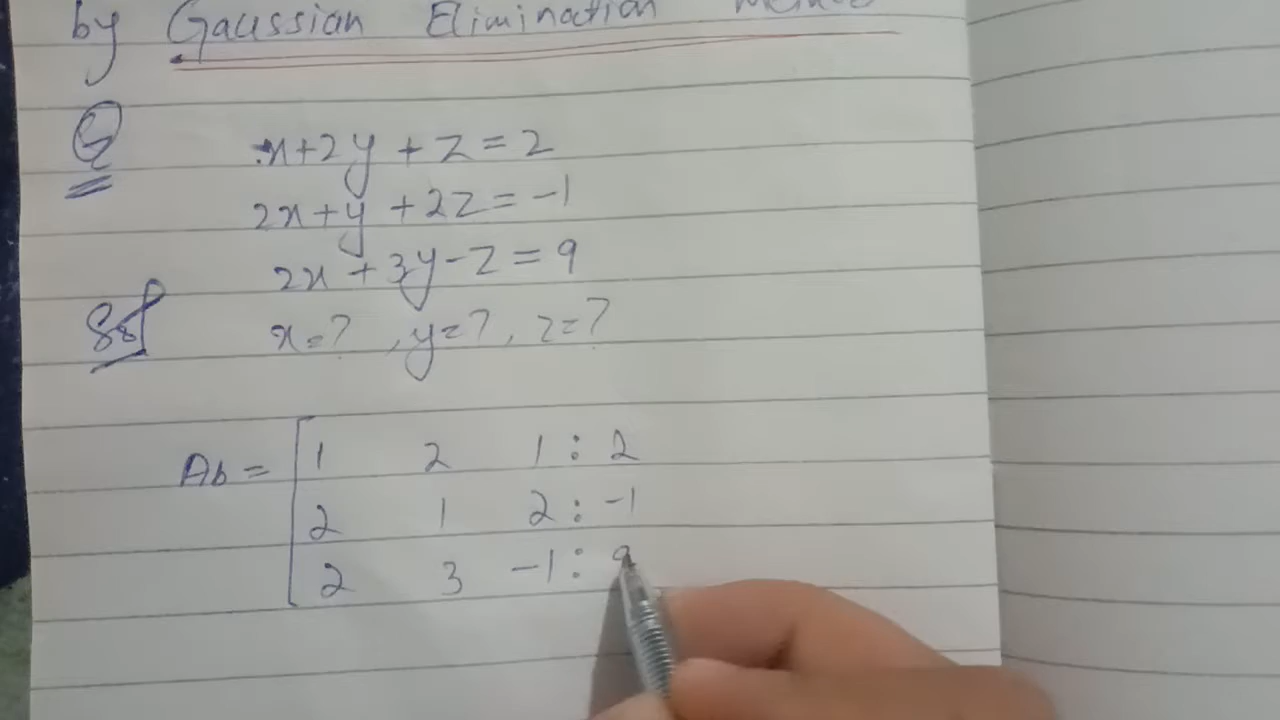 by Gaussian Elimination
Q
x+2y+z=2
2x+y+2z=-1
2x+3y-z=9
Sol x=?, y=?, z=?
Ab = [1 2 1 : 2
2 1 2 : -1
2 3 -1 : 9